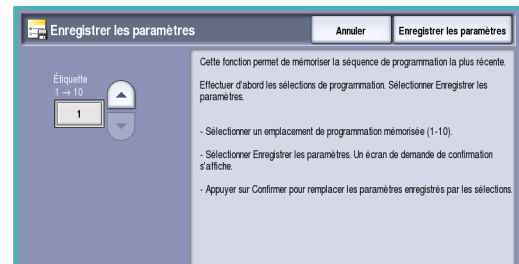 Enregistrer les paramètres
Annuler
Enregistrer les paramètres
Étiquette
1 → 10
1
Cette fonction permet de mémoriser la séquence de programmation la plus récente.
Effectuer d'abord les sélections de programmation. Sélectionner Enregistrer les
paramètres.
- Sélectionner un emplacement de programmation mémorisée (1-10).
- Sélectionner Enregistrer les paramètres. Un écran de demande de confirmation
s'affiche.
- Appuyer sur Confirmer pour remplacer les paramètres enregistrés par les sélections.